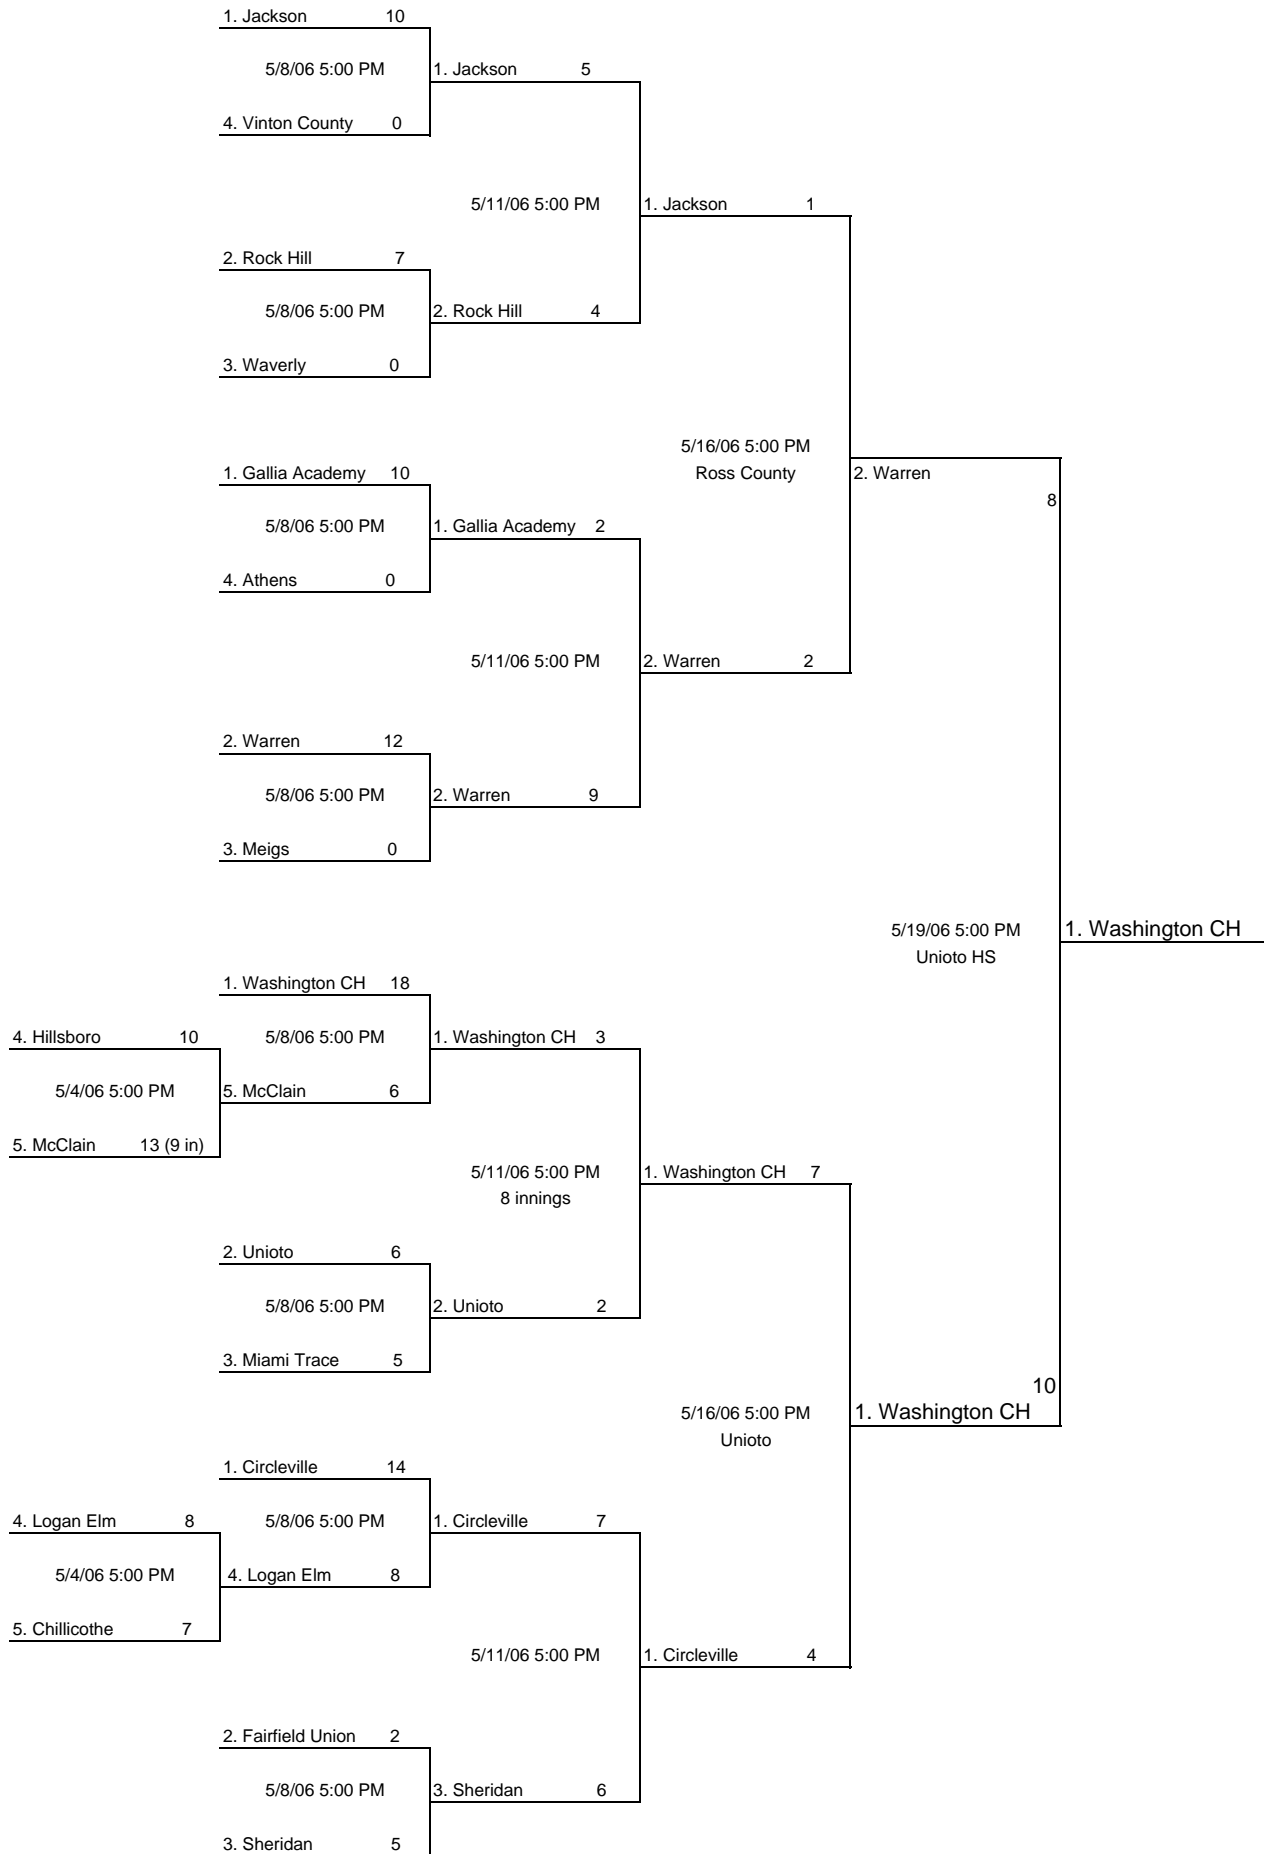 1. Jackson 10
5/8/06 5:00 PM
1. Jackson 5
4. Vinton County 0
5/11/06 5:00 PM
1. Jackson 1
2. Rock Hill 7
5/8/06 5:00 PM
2. Rock Hill 4
3. Waverly 0
5/16/06 5:00 PM
Ross County
2. Warren
8
1. Gallia Academy 10
5/8/06 5:00 PM
1. Gallia Academy 2
4. Athens 0
5/11/06 5:00 PM
2. Warren 2
2. Warren 12
5/8/06 5:00 PM
2. Warren 9
3. Meigs 0
5/19/06 5:00 PM
Unioto HS
1. Washington CH
1. Washington CH 18
4. Hillsboro 10
5/8/06 5:00 PM
1. Washington CH 3
5/4/06 5:00 PM
5. McClain 6
5. McClain 13 (9 in)
5/11/06 5:00 PM
8 innings
1. Washington CH 7
2. Unioto 6
5/8/06 5:00 PM
2. Unioto 2
3. Miami Trace 5
10
5/16/06 5:00 PM
Unioto
1. Washington CH
1. Circleville 14
4. Logan Elm 8
5/8/06 5:00 PM
1. Circleville 7
5/4/06 5:00 PM
4. Logan Elm 8
5. Chillicothe 7
5/11/06 5:00 PM
1. Circleville 4
2. Fairfield Union 2
5/8/06 5:00 PM
3. Sheridan 6
3. Sheridan 5